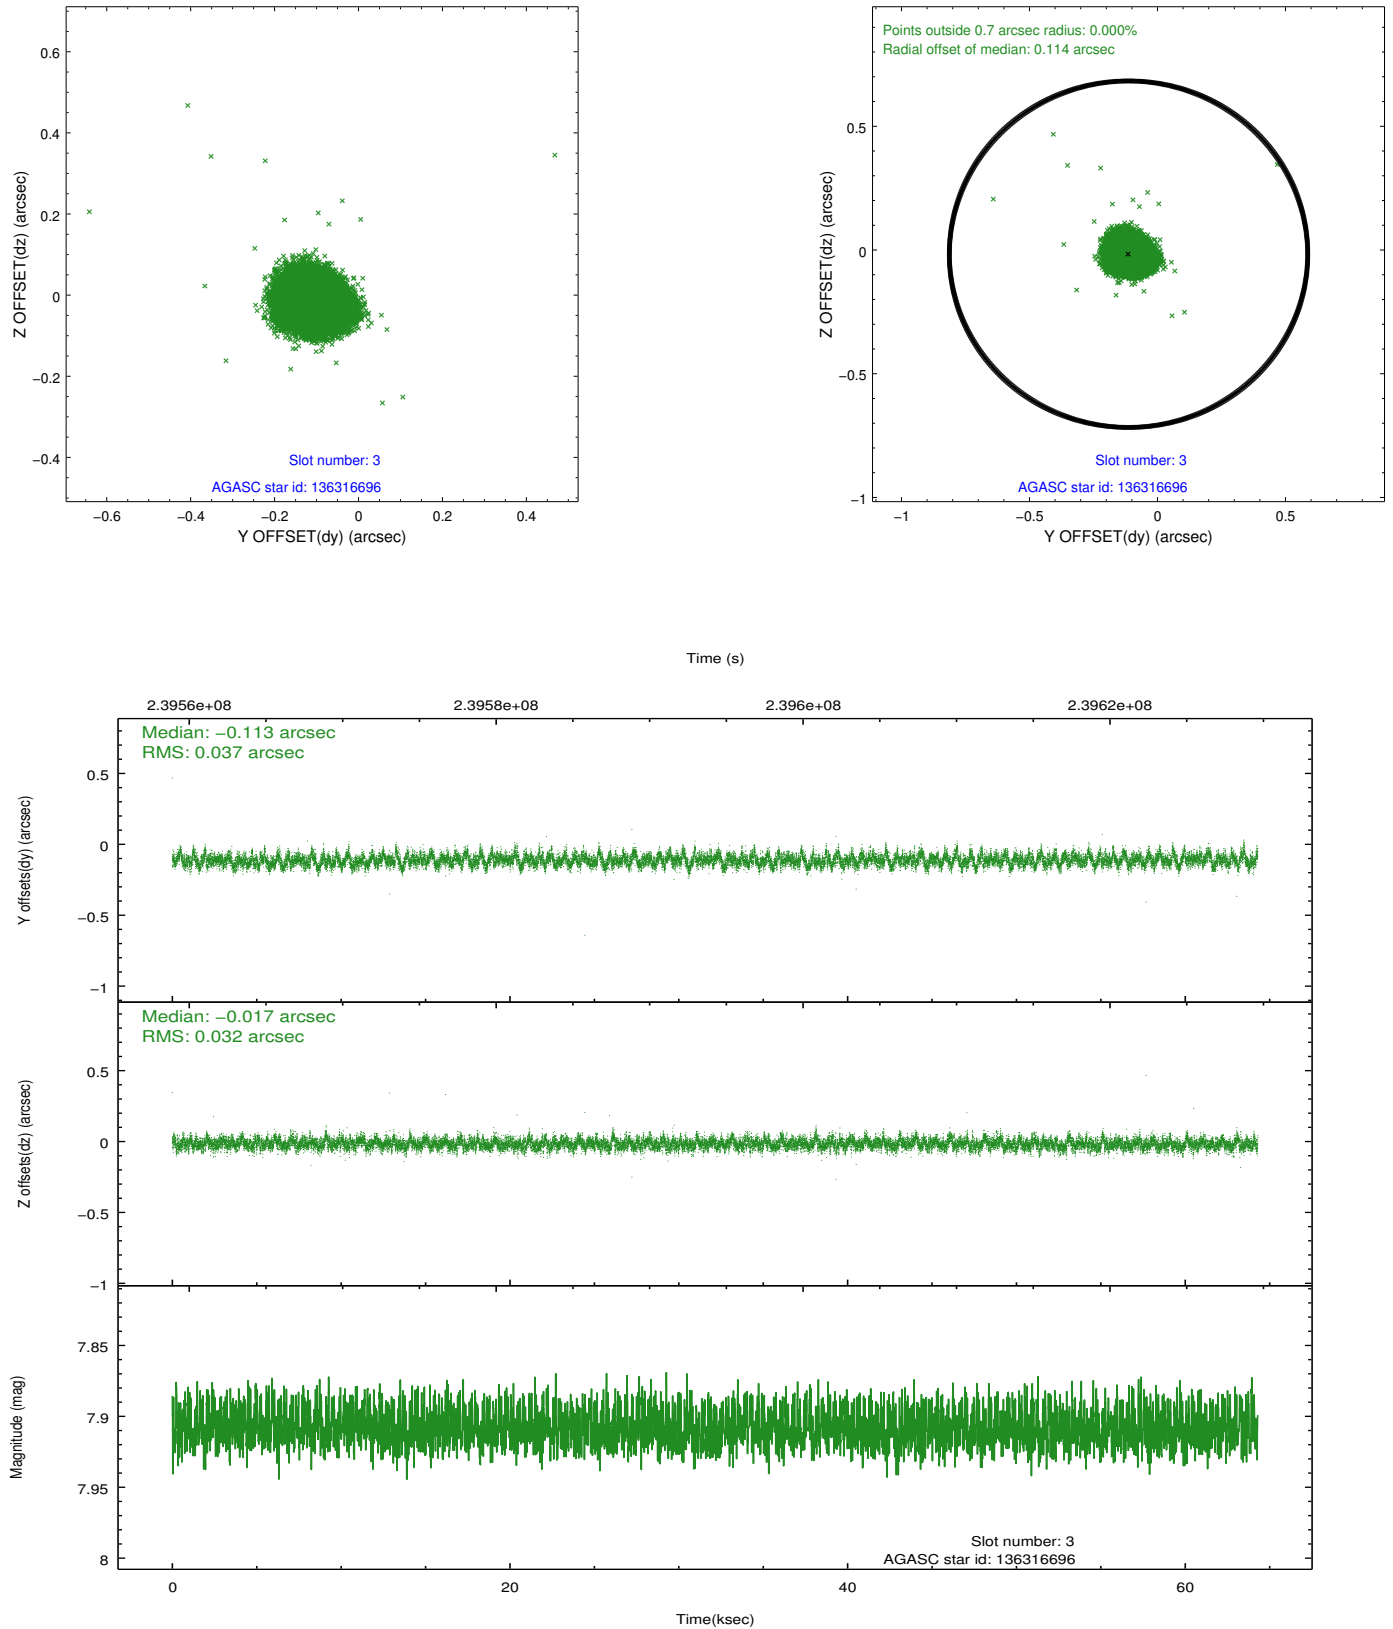 0.6
0.4
0.2
0
−0.2
−0.4
Z OFFSET(dz) (arcsec)
Slot number: 3
AGASC star id: 136316696
−0.6 −0.4 −0.2 0 0.2 0.4
Y OFFSET(dy) (arcsec)
Points outside 0.7 arcsec radius: 0.000%
Radial offset of median: 0.114 arcsec
0.5
0
−0.5
−1
Z OFFSET(dz) (arcsec)
Slot number: 3
AGASC star id: 136316696
−1 −0.5 0 0.5
Y OFFSET(dy) (arcsec)
Time (s)
2.3956e+08 2.3958e+08 2.396e+08 2.3962e+08
Median: −0.113 arcsec
RMS: 0.037 arcsec
0.5
0
−0.5
−1
Y offsets(dy) (arcsec)
Median: −0.017 arcsec
RMS: 0.032 arcsec
0.5
0
−0.5
−1
Z offsets(dz) (arcsec)
7.85
7.9
7.95
8
Magnitude (mag)
Slot number: 3
AGASC star id: 136316696
0 20 40 60
Time(ksec)